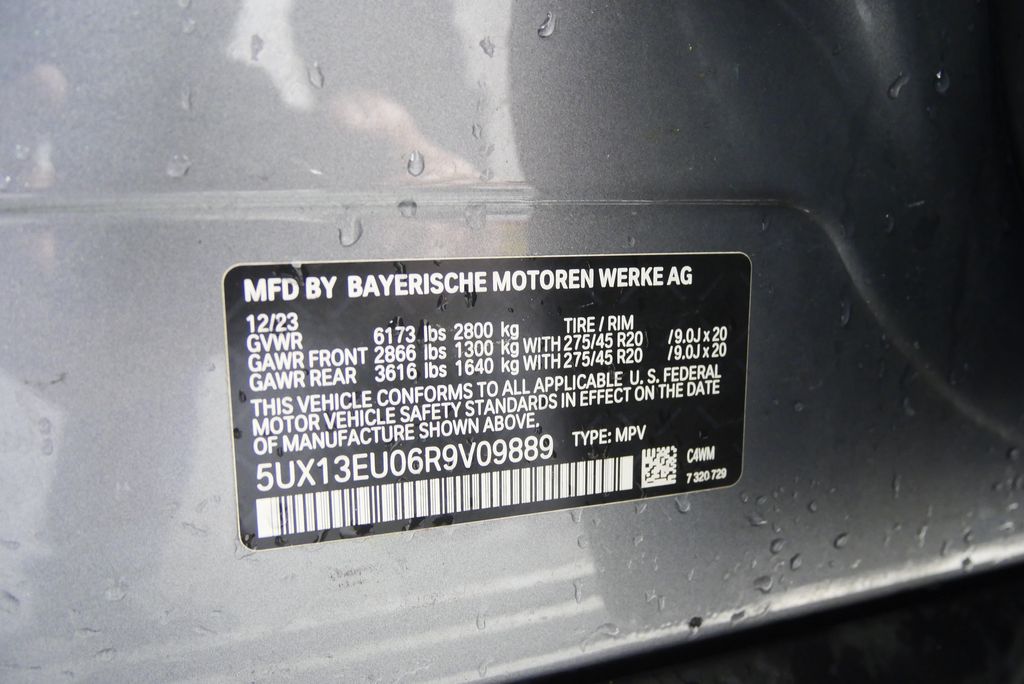 MFD BY BAYERISCHE MOTOREN WERKE AG
12/23 TIRE / RIM
GVWR 6173 lbs 2800 kg
GAWR FRONT 2866 lbs 1300 kg WITH 275/45 R20 /9.0J x 20
GAWR REAR 3616 lbs 1640 kg WITH 275/45 R20 /9.0J x 20
THIS VEHICLE CONFORMS TO ALL APPLICABLE U. S. FEDERAL
MOTOR VEHICLE SAFETY STANDARDS IN EFFECT ON THE DATE
OF MANUFACTURE SHOWN ABOVE.
5UX13EU06R9V09889 TYPE: MPV
C4WM
7 320 729